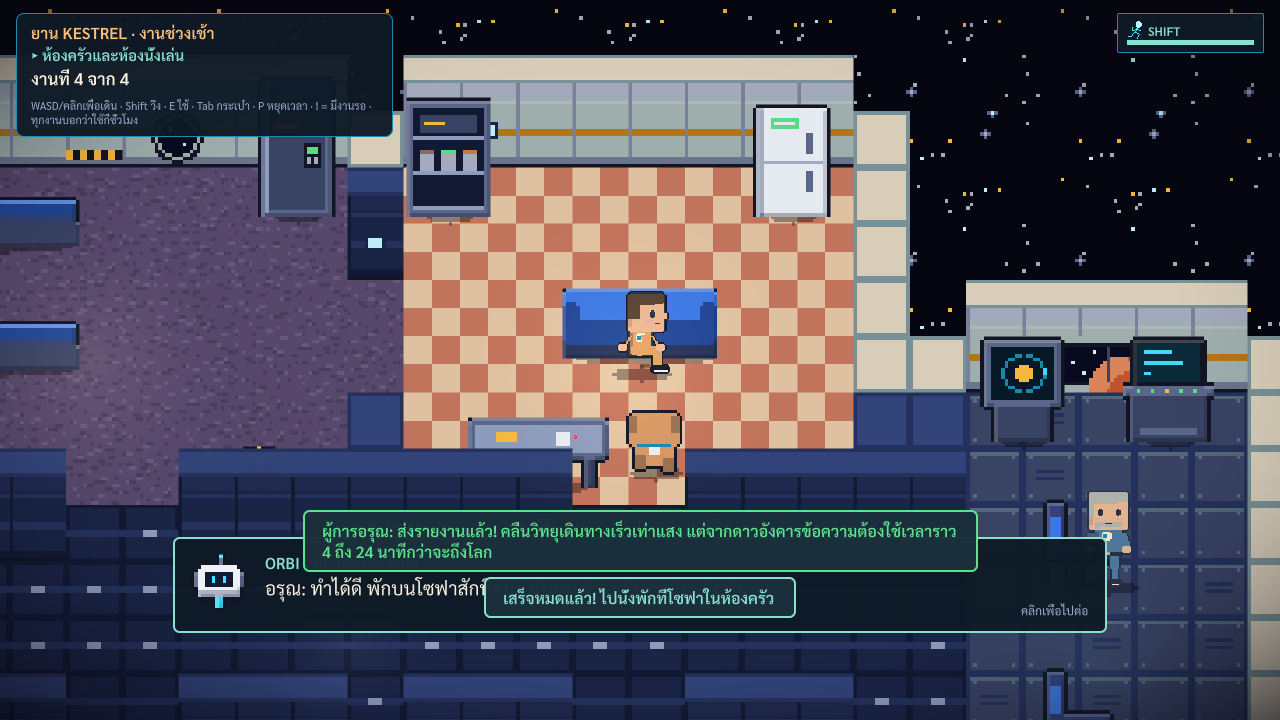 ยาน KESTREL · งานช่วงเช้า
‣ ห้องครัวและห้องนั่งเล่น
งานที่ 4 จาก 4
WASD/คลิกเพื่อเดิน · Shift วิ่ง · E ใช้ · Tab กระเป๋า · P หยุดเวลา · ! = มีงานรอ ·
ทุกงานบอกว่าใช้กี่ชั่วโมง
SHIFT
ผู้การอรุณ: ส่งรายงานแล้ว! คลื่นวิทยุเดินทางเร็วเท่าแสง แต่จากดาวอังคารข้อความต้องใช้เวลาราว
4 ถึง 24 นาทีกว่าจะถึงโลก
ORBI
อรุณ: ทำได้ดี พักบนโซฟาสัก
เสร็จหมดแล้ว! ไปนั่งพักที่โซฟาในห้องครัว
คลิกเพื่อไปต่อ